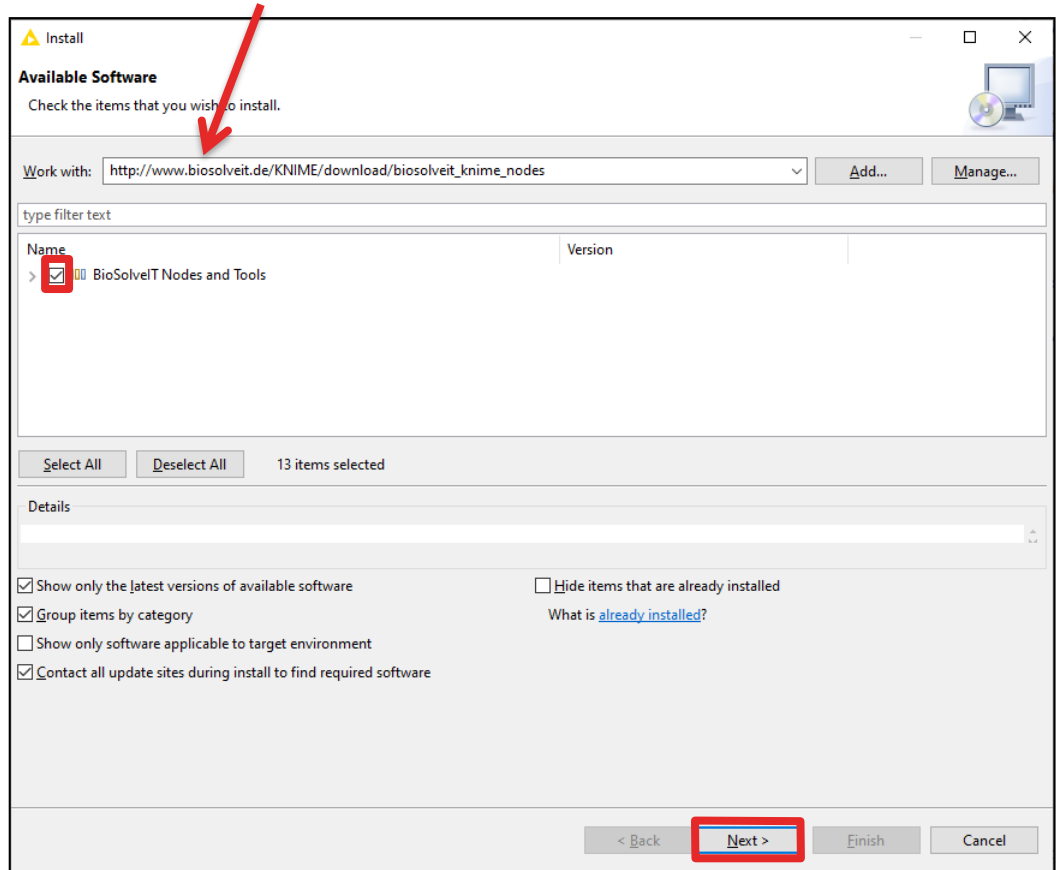 Install
Available Software
Check the items that you wish to install.
Work with: http://www.biosolveit.de/KNIME/download/biosolveit_knime_nodes Add... Manage...
type filter text
Name Version
BioSolveIT Nodes and Tools
Select All Deselect All 13 items selected
Details
Show only the latest versions of available software Hide items that are already installed
Group items by category What is already installed?
Show only software applicable to target environment
Contact all update sites during install to find required software
< Back Next > Finish Cancel